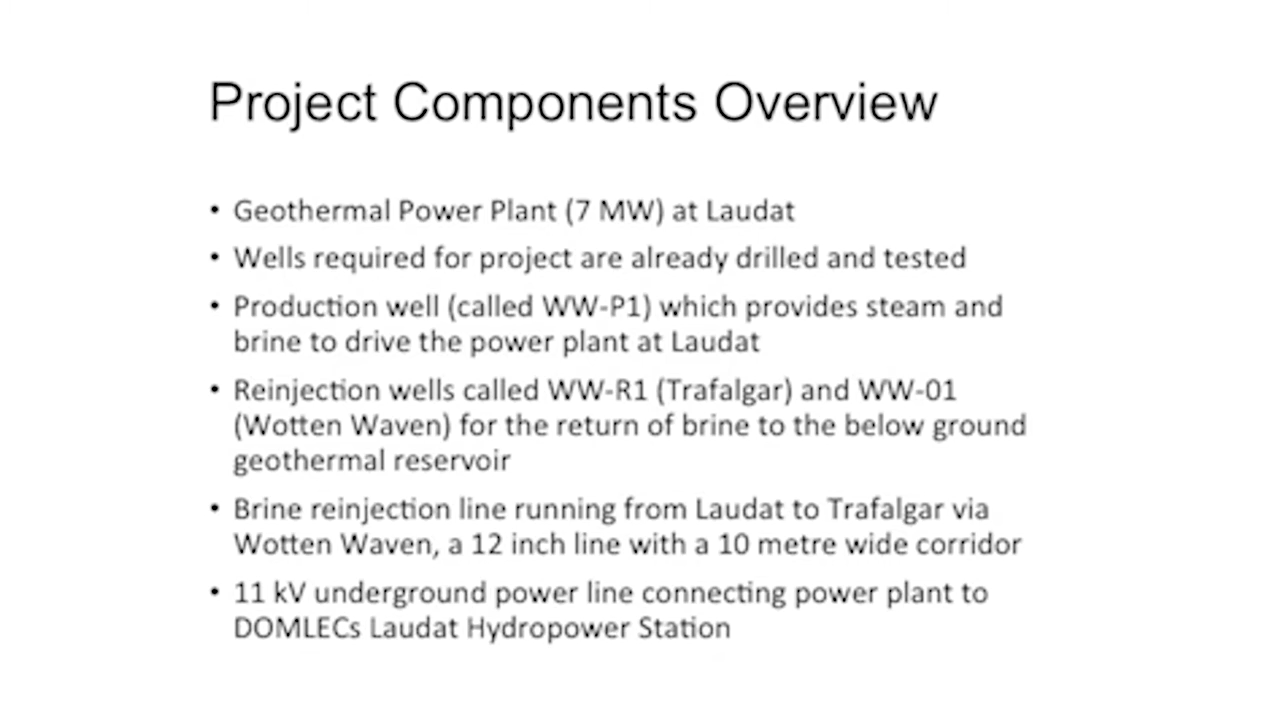 Project Components Overview
• Geothermal Power Plant (7 MW) at Laudat
• Wells required for project are already drilled and tested
• Production well (called WW-P1) which provides steam and
brine to drive the power plant at Laudat
• Reinjection wells called WW-R1 (Trafalgar) and WW-01
(Wotten Waven) for the return of brine to the below ground
geothermal reservoir
• Brine reinjection line running from Laudat to Trafalgar via
Wotten Waven, a 12 inch line with a 10 metre wide corridor
• 11 kV underground power line connecting power plant to
DOMLECs Laudat Hydropower Station